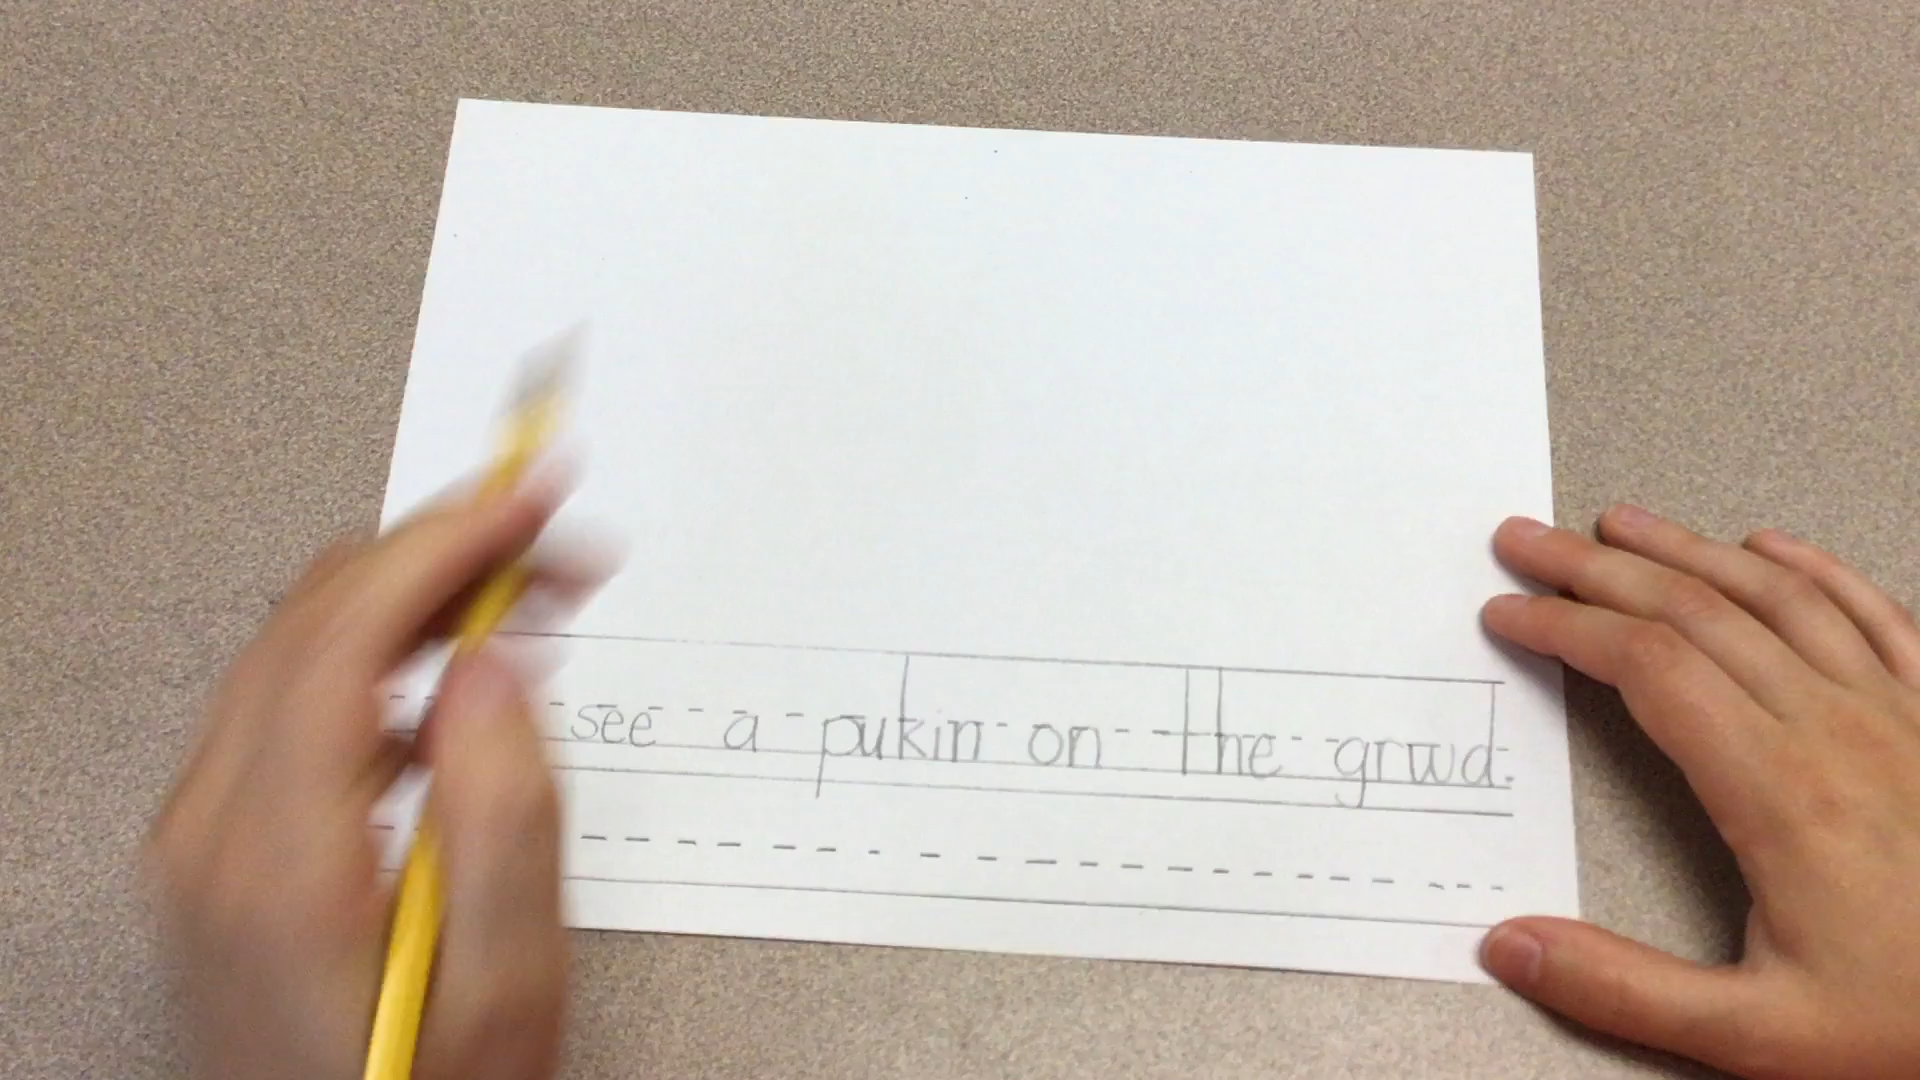 see a pukin on the grwd.